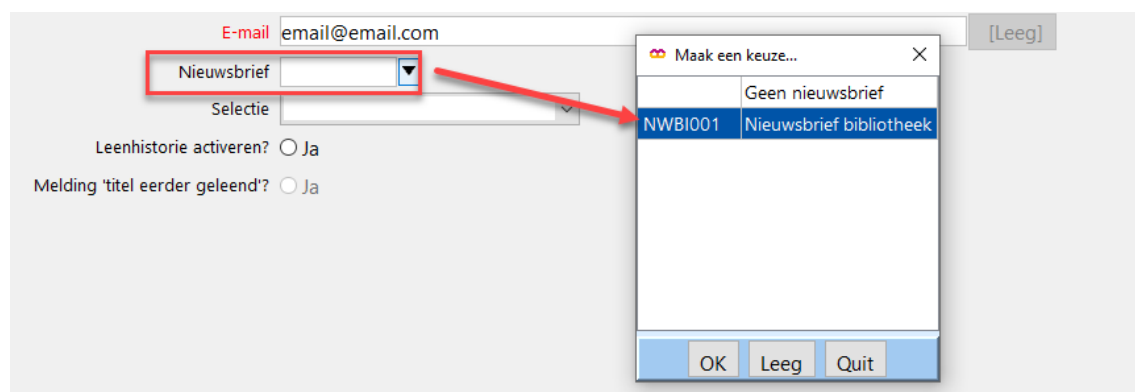 E-mail email@email.com [Leeg]
Nieuwsbrief
Selectie
Leenhistorie activeren? Ja
Melding 'titel eerder geleend'? Ja
Maak een keuze...
Geen nieuwsbrief
NWBI001 Nieuwsbrief bibliotheek
OK Leeg Quit